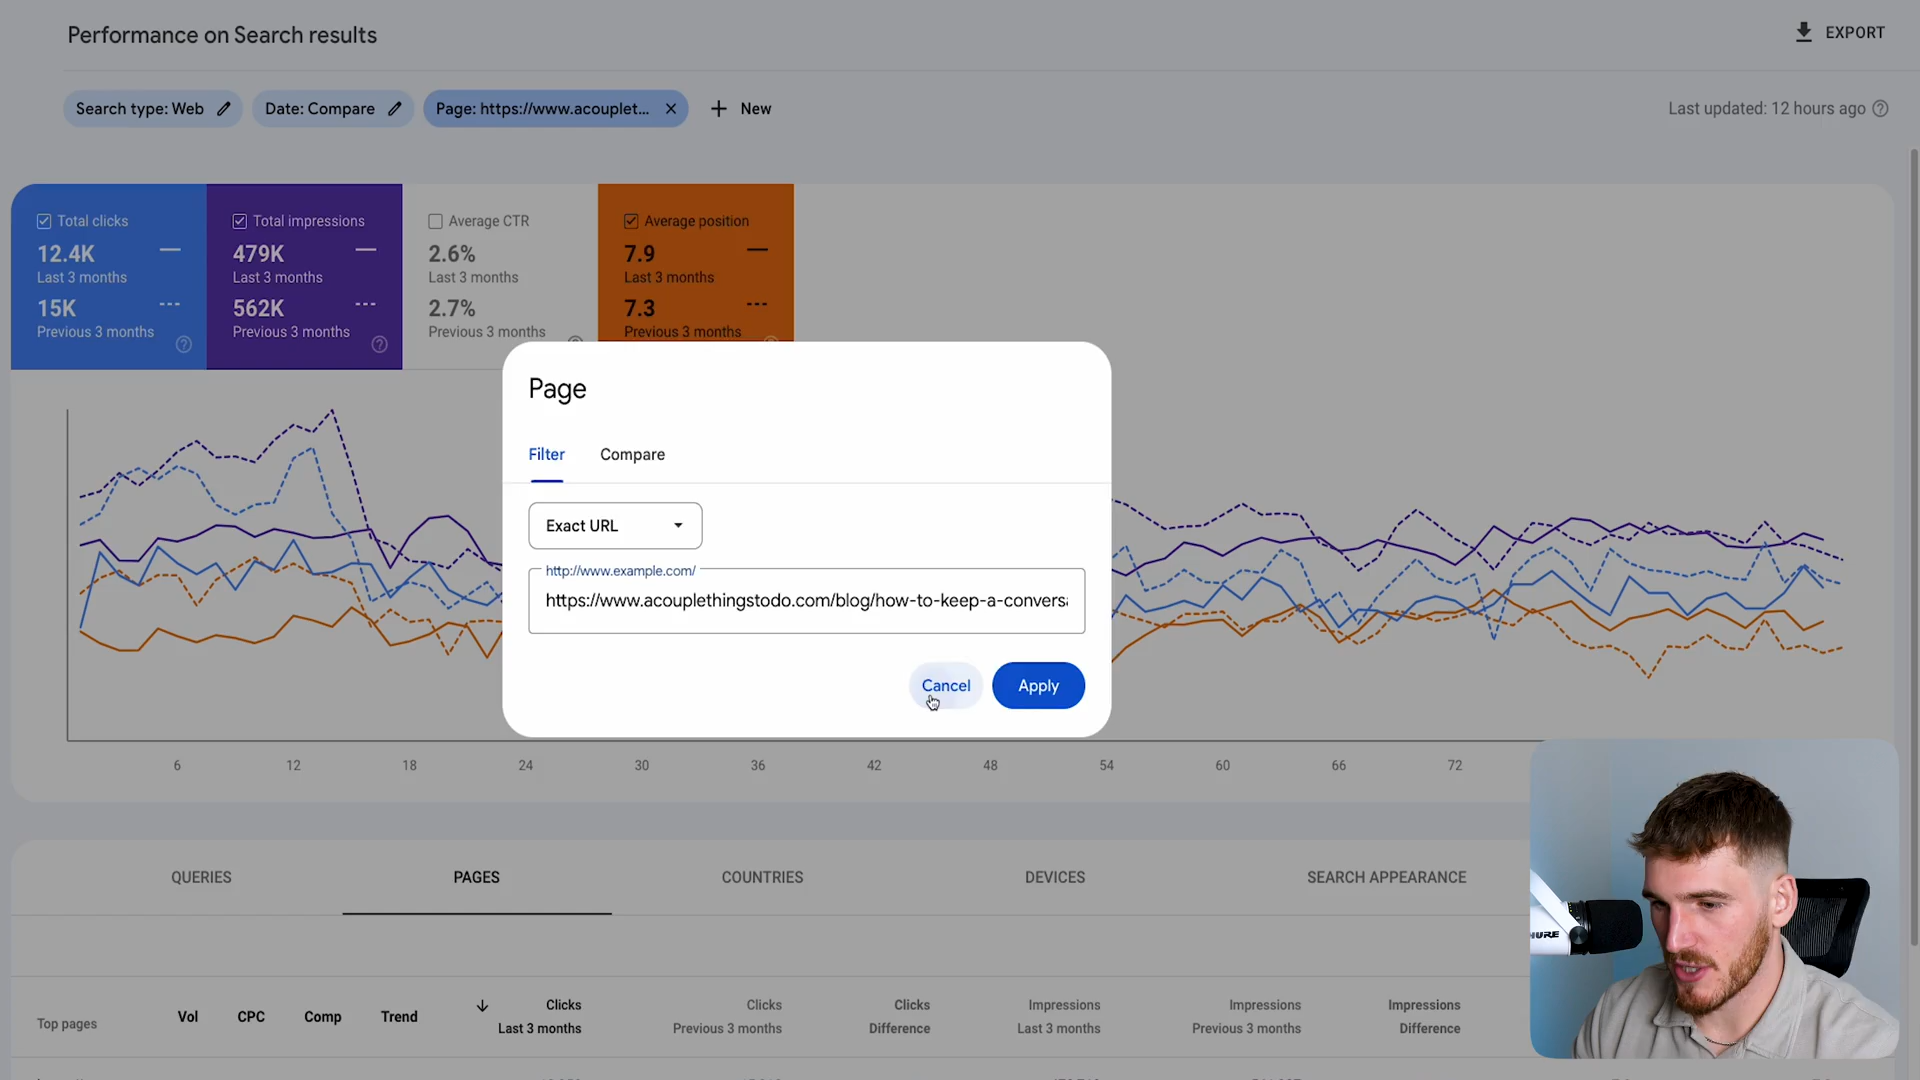 Performance on Search results
EXPORT
Search type: Web
Date: Compare
Page: https://www.acouplet...
New
Last updated: 12 hours ago
Total clicks
12.4K
Last 3 months
15K
Previous 3 months
Total impressions
479K
Last 3 months
562K
Previous 3 months
Average CTR
2.6%
Last 3 months
2.7%
Previous 3 months
Average position
7.9
Last 3 months
7.3
Previous 3 months
Page
Filter
Compare
Exact URL
http://www.example.com/
https://www.acouplethingstodo.com/blog/how-to-keep-a-convers
Cancel
Apply
6 12 18 24 30 36 42 48 54 60 66 72
QUERIES
PAGES
COUNTRIES
DEVICES
SEARCH APPEARANCE
Top pages
Vol
CPC
Comp
Trend
Clicks
Last 3 months
Clicks
Previous 3 months
Clicks
Difference
Impressions
Last 3 months
Impressions
Previous 3 months
Impressions
Difference